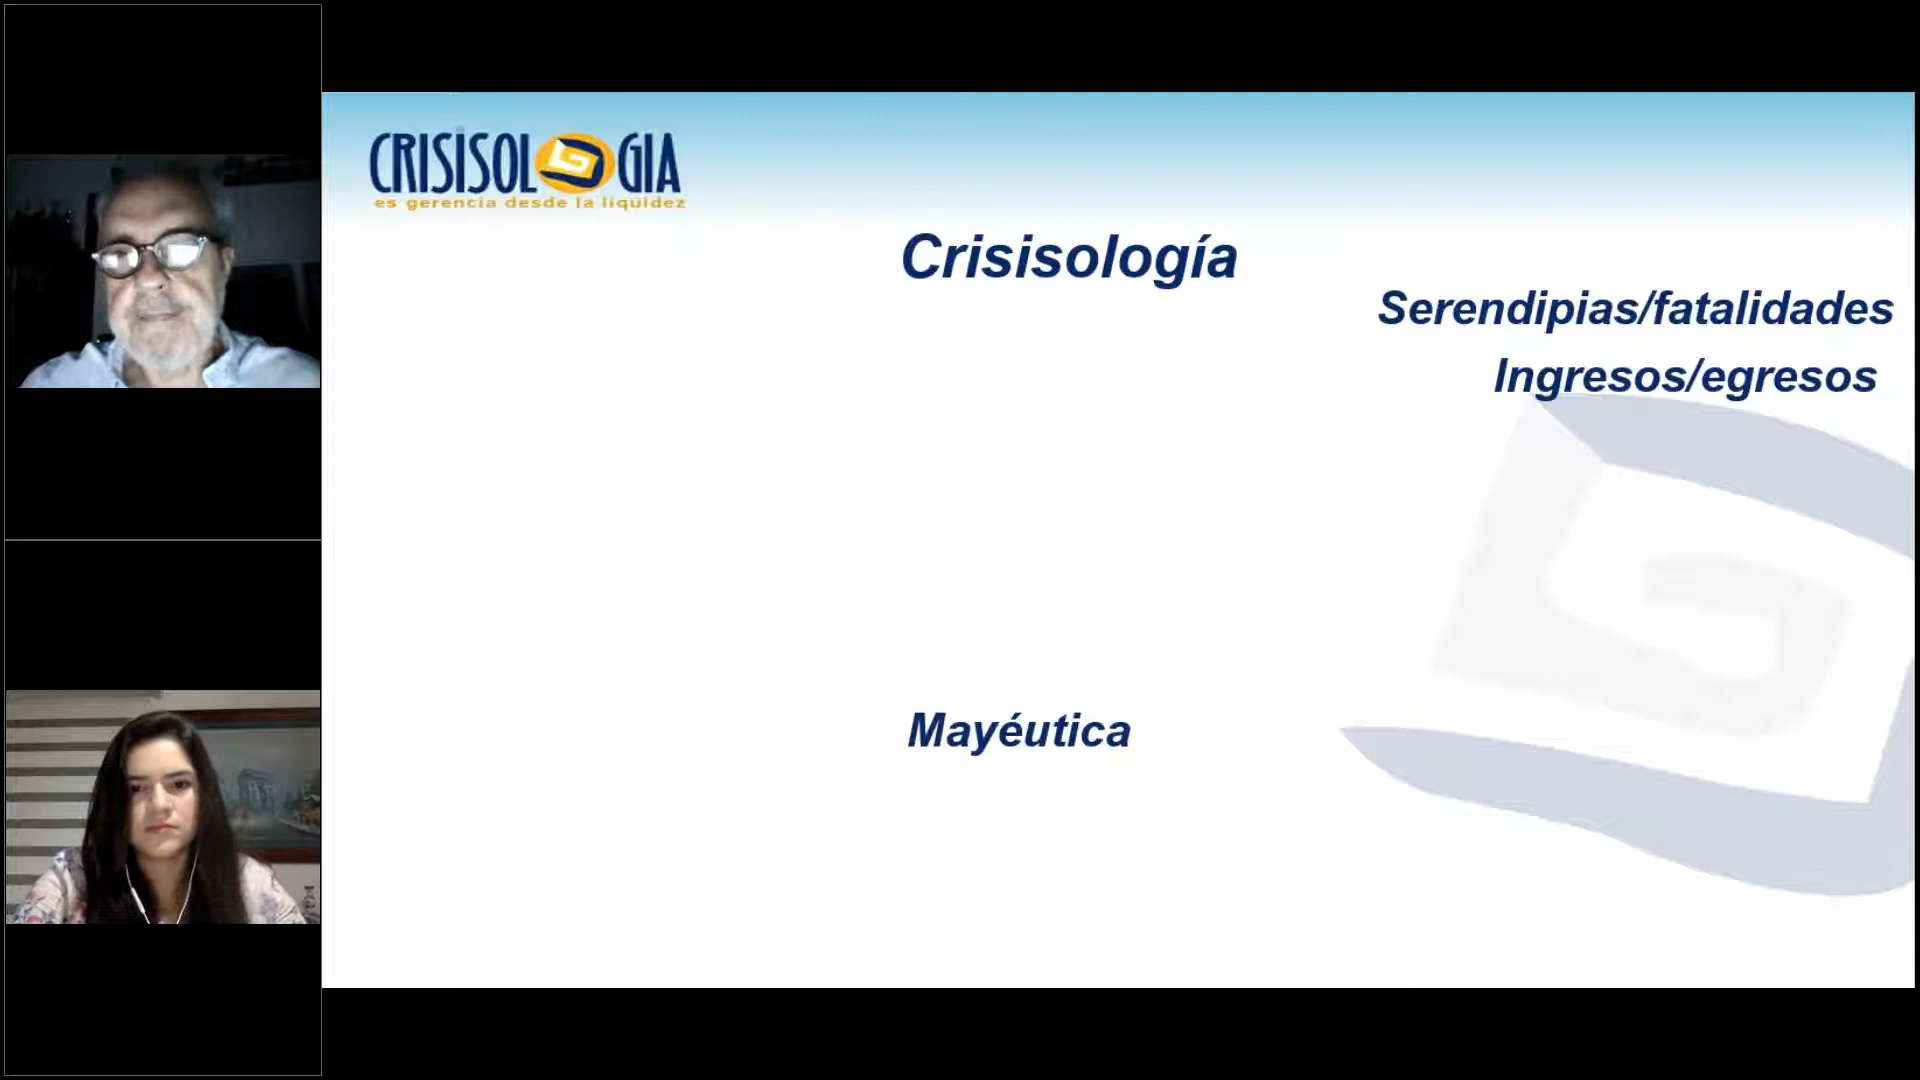 CRISISOLOGIA
es gerencia desde la liquidez
Crisisología
Serendipias/fatalidades
Ingresos/egresos
Mayéutica